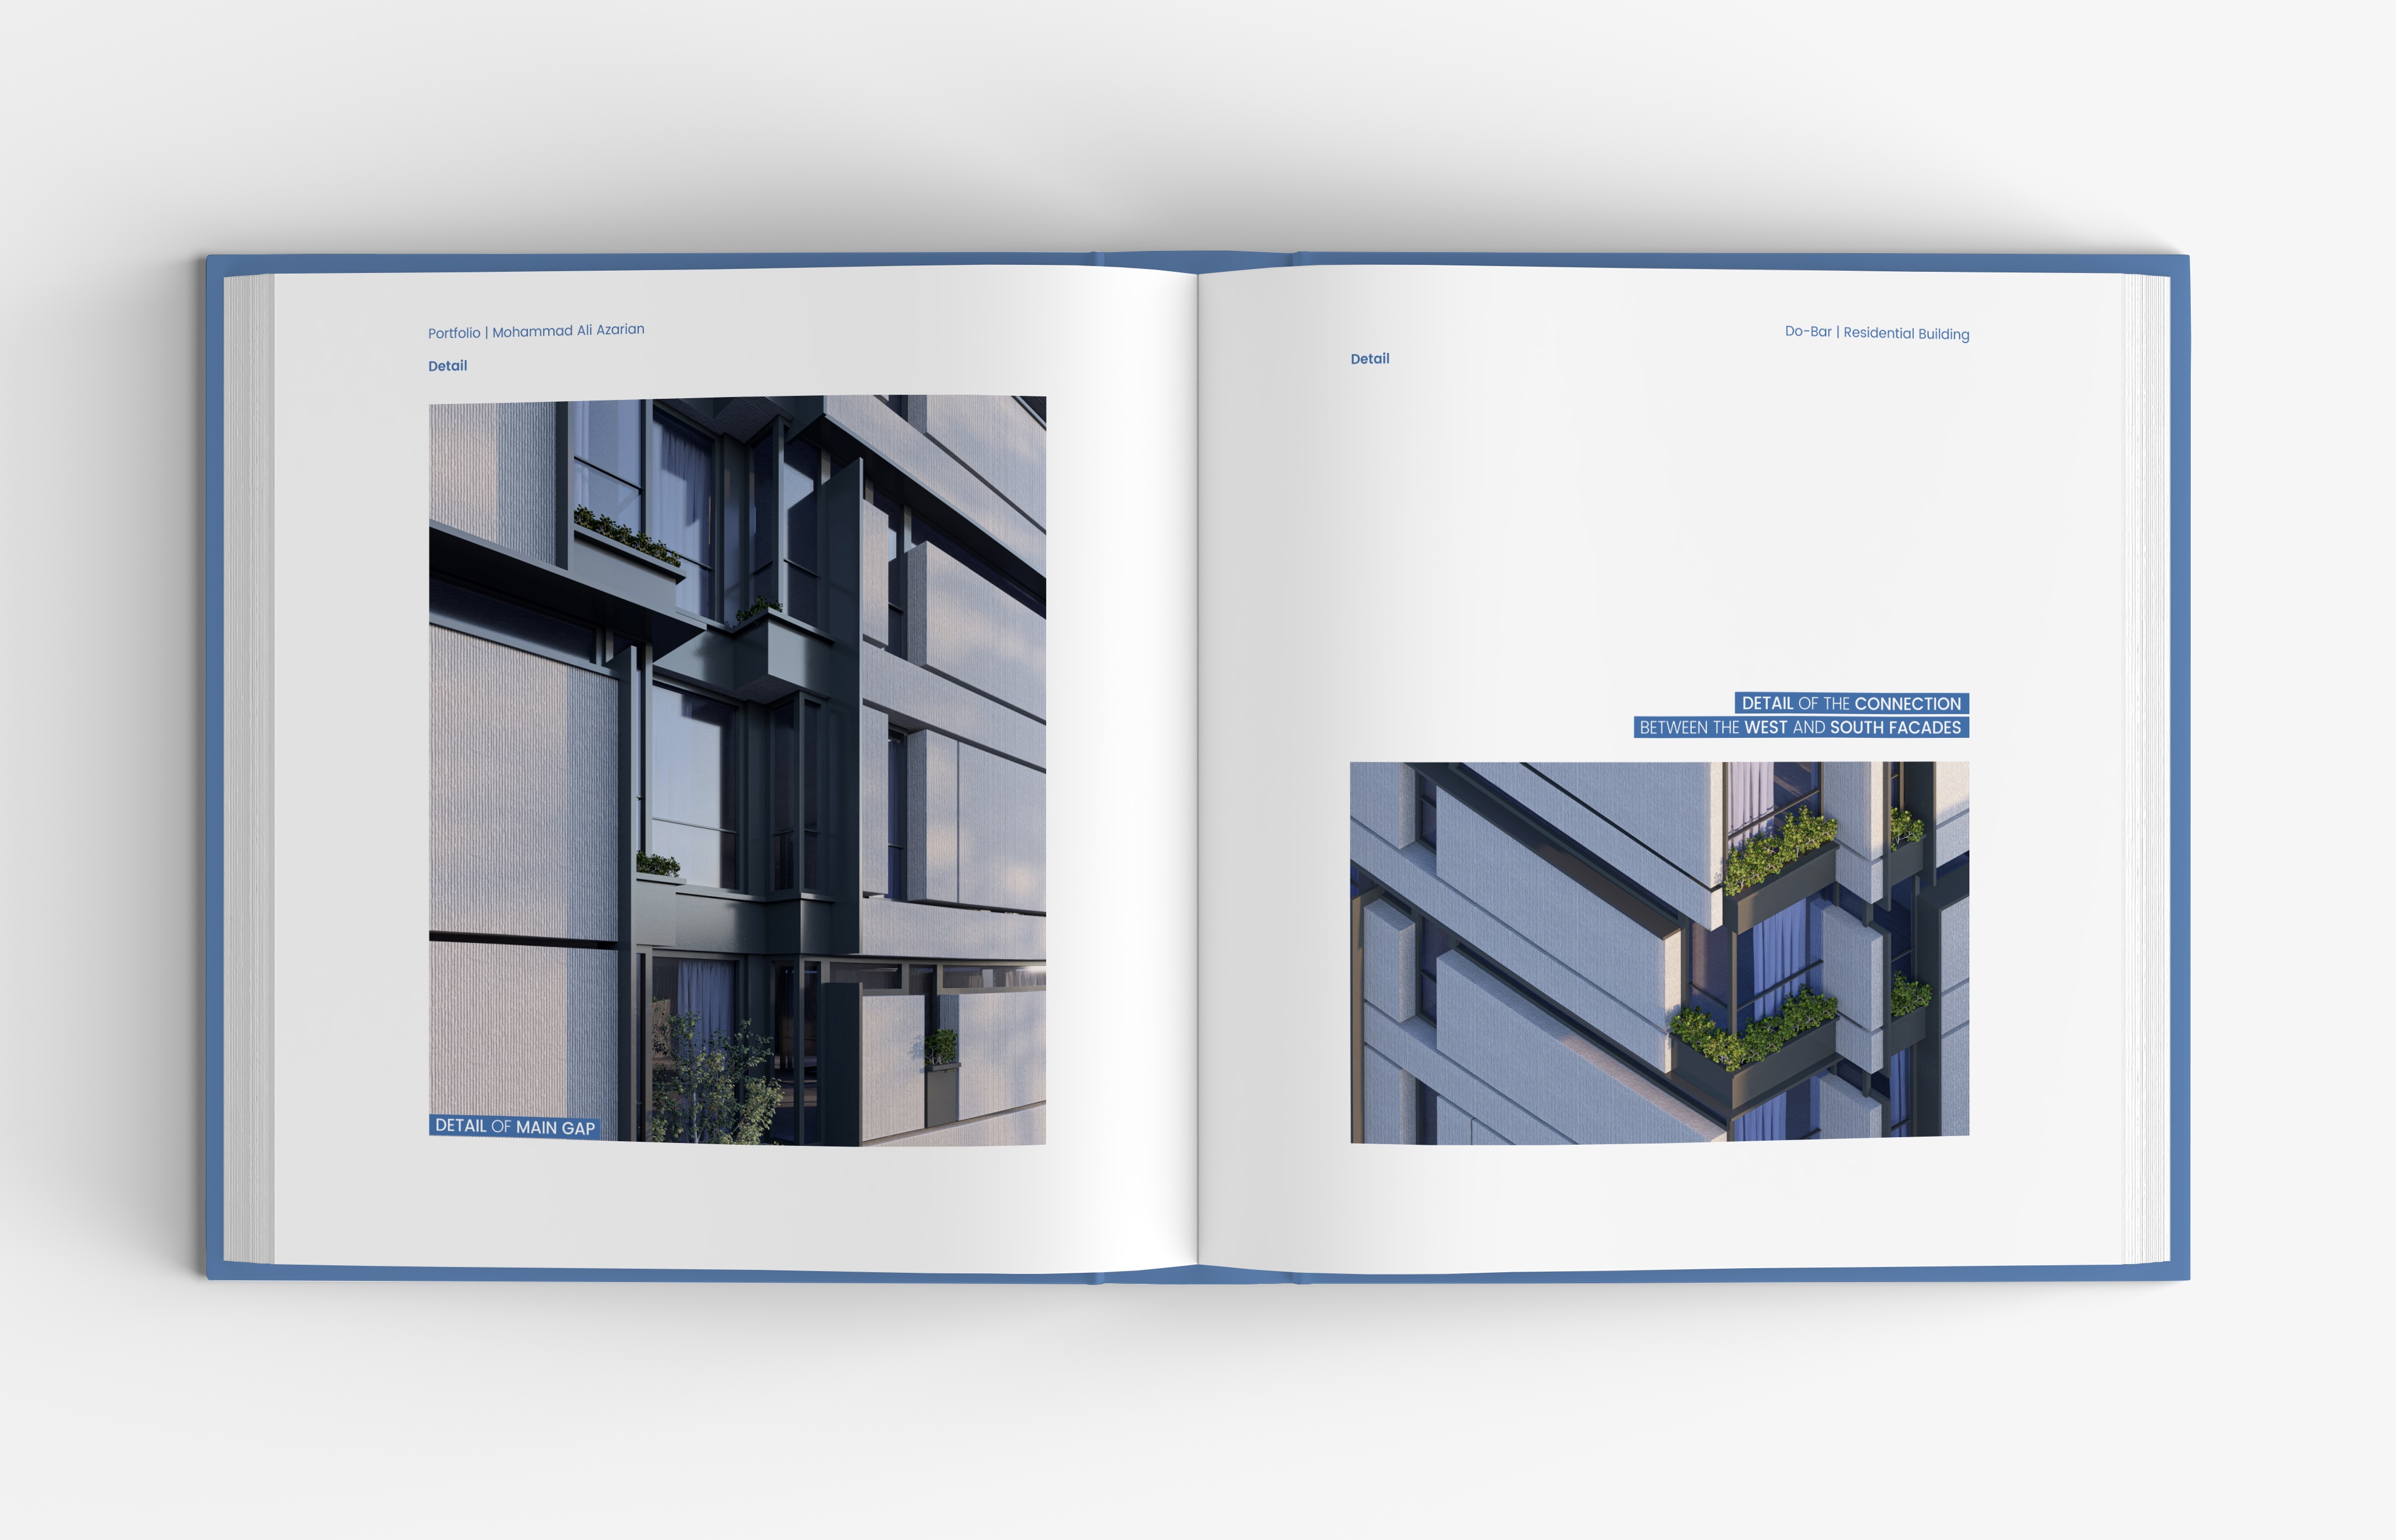 Portfolio | Mohammad Ali Azarian
Detail
DETAIL OF MAIN GAP
Do-Bar | Residential Building
Detail
DETAIL OF THE CONNECTION
BETWEEN THE WEST AND SOUTH FACADES